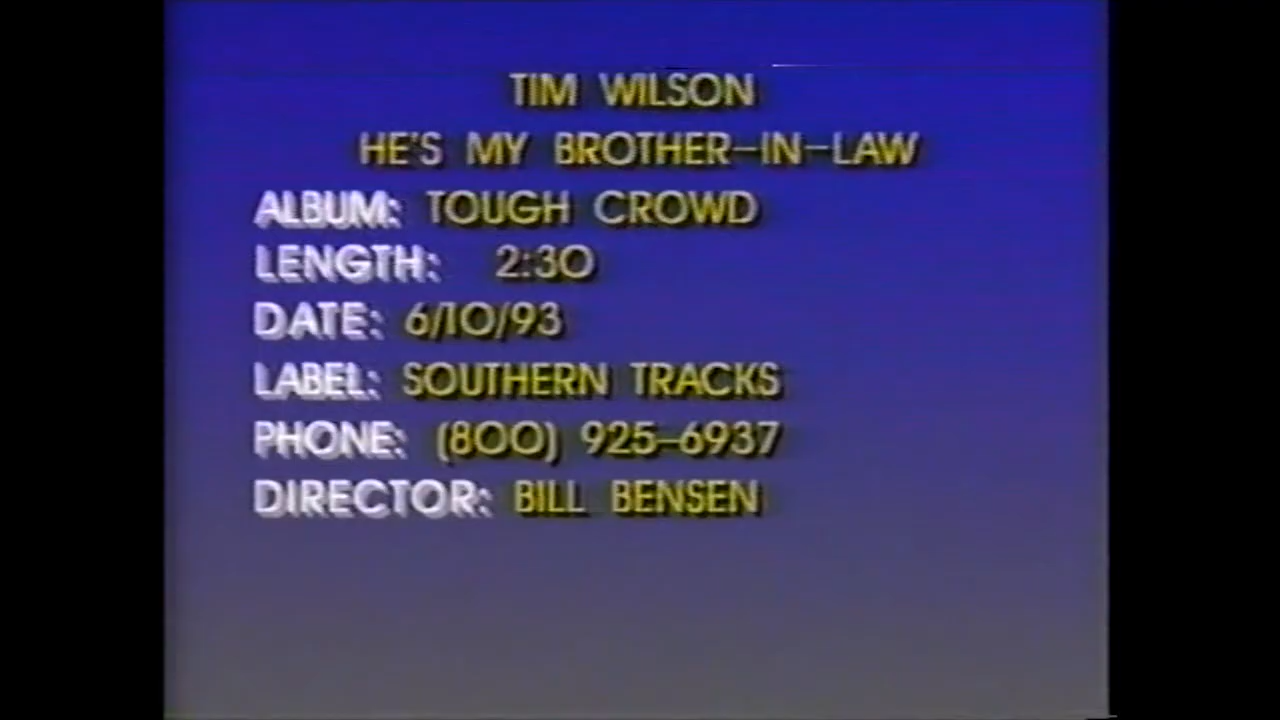 TIM WILSON
HE'S MY BROTHER-IN-LAW
ALBUM: TOUGH CROWD
LENGTH: 2:30
DATE: 6/10/93
LABEL: SOUTHERN TRACKS
PHONE: (800) 925-6937
DIRECTOR: BILL BENSEN